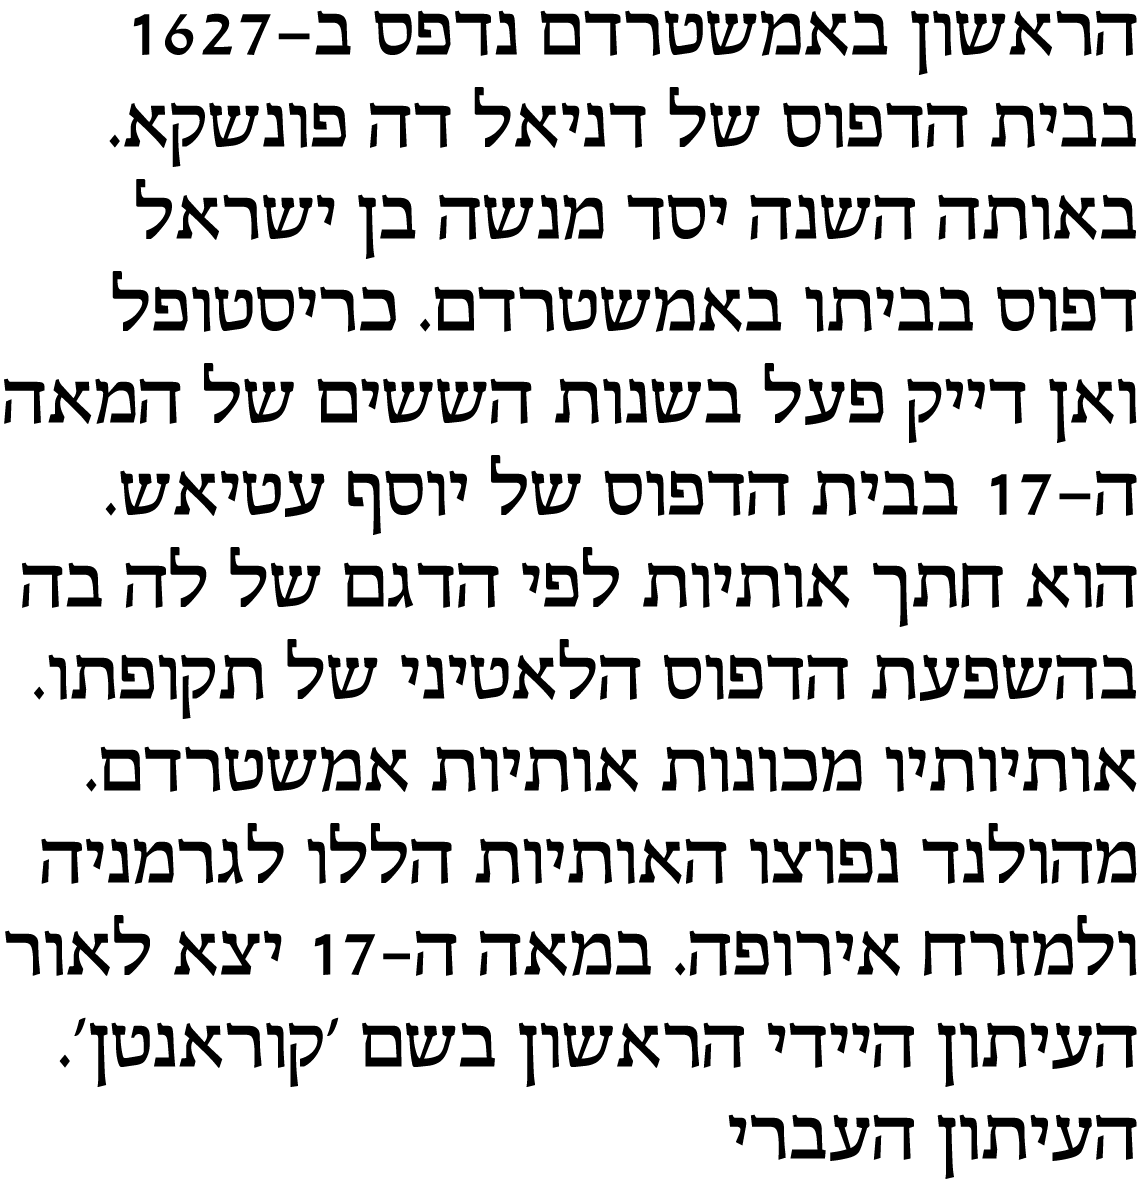 הראשון באמשטרדם נדפס ב–1627
בבית הדפוס של דניאל דה פונשקא.
באותה השנה יסד מנשה בן ישראל
דפוס בביתו באמשטרדם. כריסטופל
ואן דייק פעל בשנות הששים של המאה
ה–17 בבית הדפוס של יוסף עטיאש.
הוא חתך אותיות לפי הדגם של לה בה
בהשפעת הדפוס הלאטיני של תקופתו.
אותיותיו מכונות אותיות אמשטרדם.
מהולנד נפוצו האותיות הללו לגרמניה
ולמזרח אירופה. במאה ה-17 יצא לאור
העיתון היידי הראשון בשם ׳קוראנטן׳.
העיתון העברי